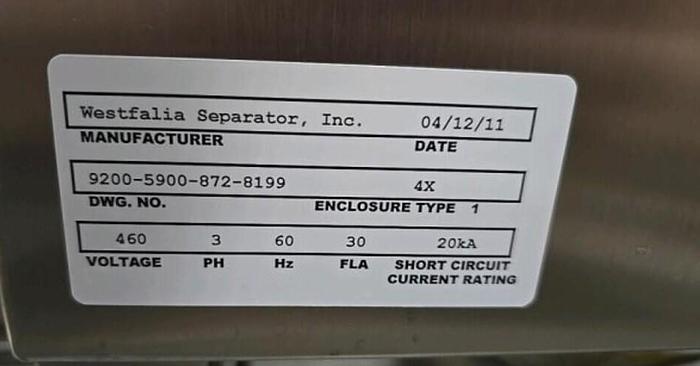 Westfalia Separator, Inc. 04/12/11
MANUFACTURER DATE
9200-5900-872-8199 4X
DWG. NO. ENCLOSURE TYPE 1
460 3 60 30 20kA
VOLTAGE PH Hz FLA SHORT CIRCUIT
CURRENT RATING